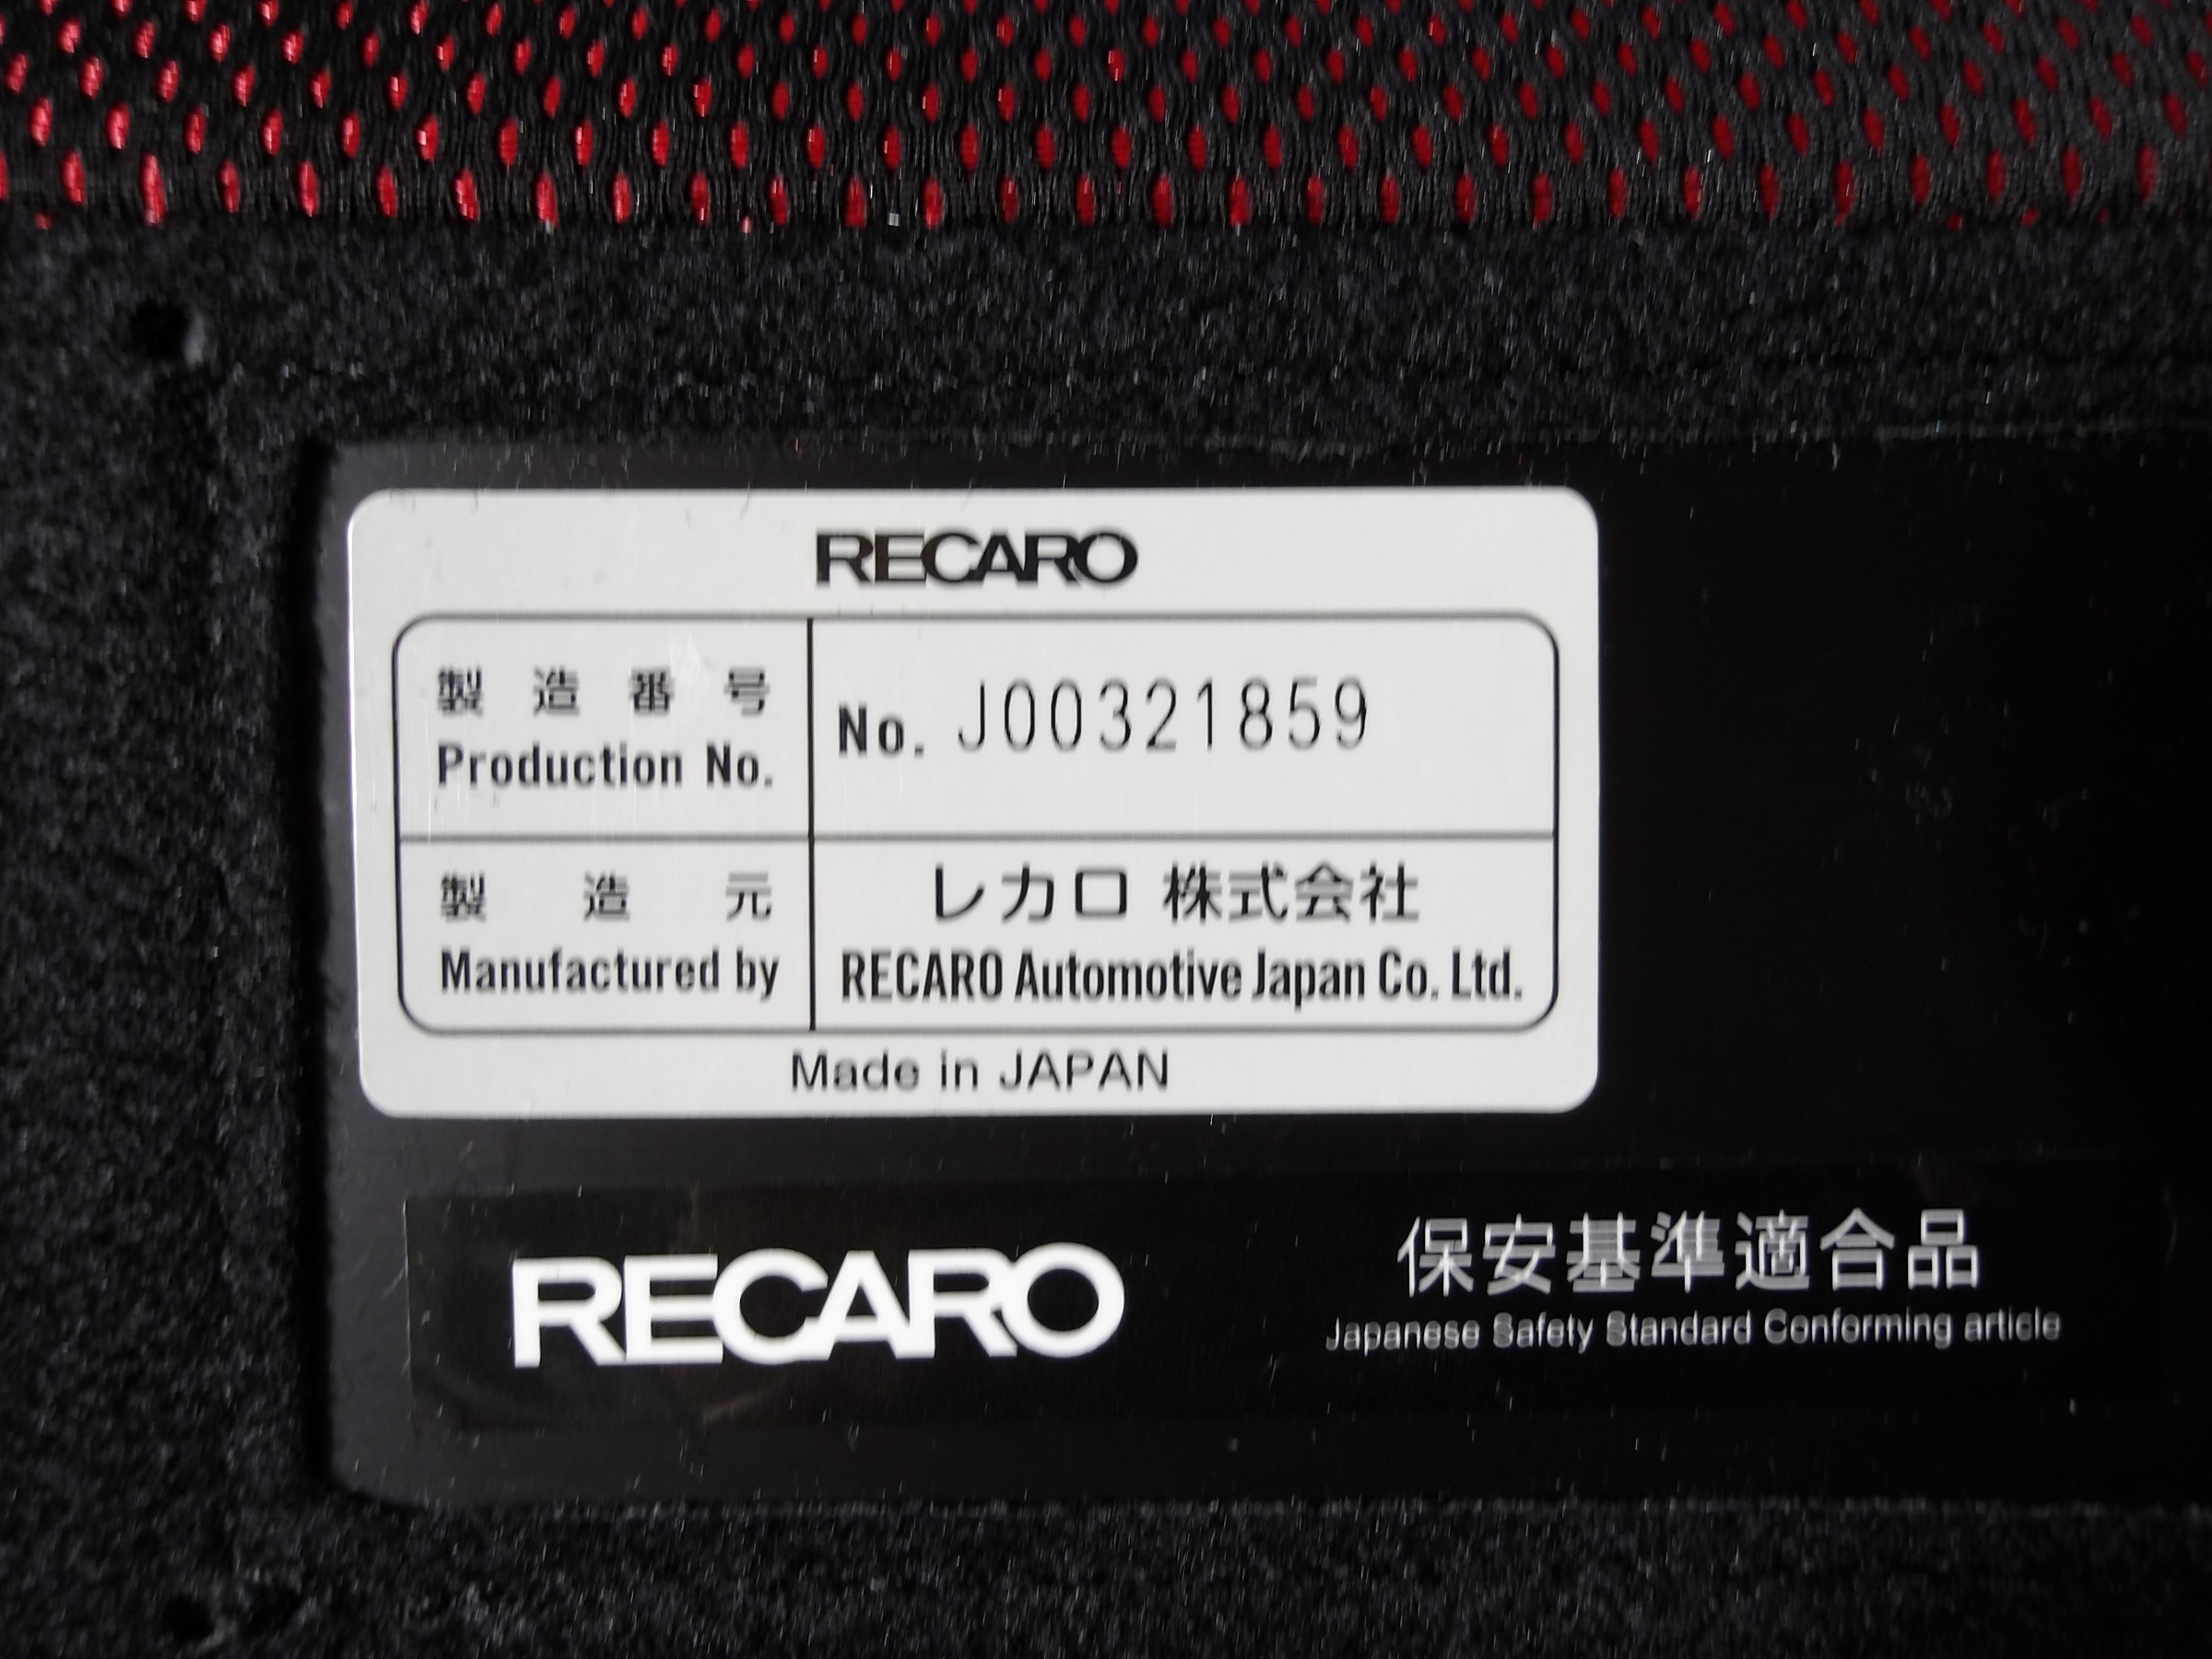 RECARO
製造番号
Production No.
No. J00321859
製造元
Manufactured by
レカロ 株式会社
RECARO Automotive Japan Co. Ltd.
Made in JAPAN
RECARO
保安基準適合品
Japanese Safety Standard Conforming article